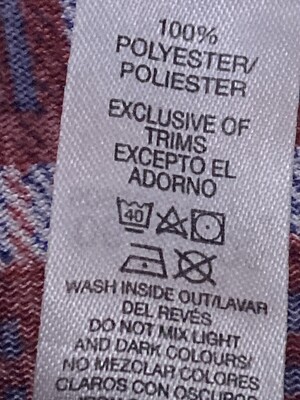 100%
POLYESTER/
POLIESTER
EXCLUSIVE OF
TRIMS
EXCEPTO EL
ADORNO
40
WASH INSIDE OUT/LAVAR
DEL REVÉS
DO NOT MIX LIGHT
AND DARK COLOURS/
NO MEZCLAR COLORES
CLAROS CON OSCUROS